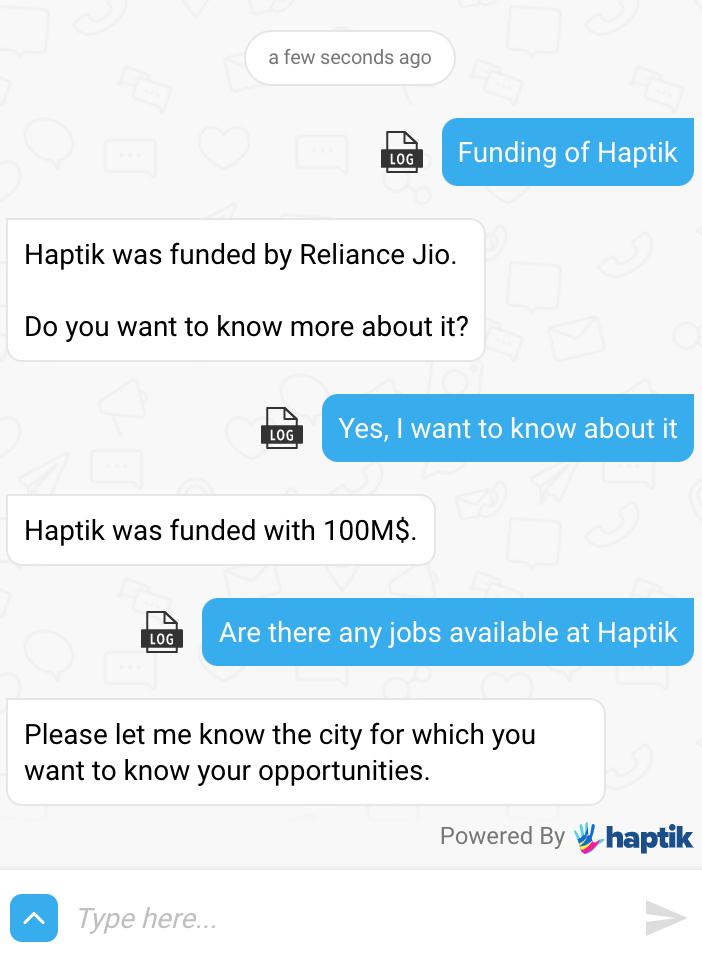 a few seconds ago
LOG
Funding of Haptik
Haptik was funded by Reliance Jio.
Do you want to know more about it?
LOG
Yes, I want to know about it
Haptik was funded with 100M$.
LOG
Are there any jobs available at Haptik
Please let me know the city for which you
want to know your opportunities.
Powered By haptik
Type here...